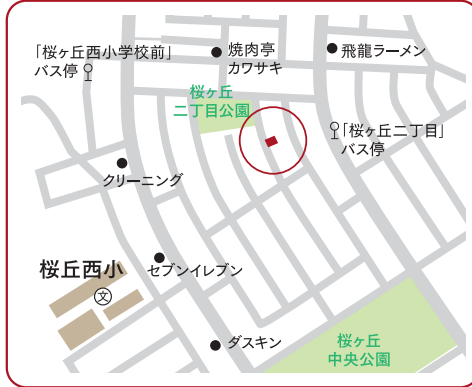 「桜ヶ丘西小学校前」
バス停
焼肉亭
カワサキ
飛龍ラーメン
桜ヶ丘
二丁目公園
「桜ヶ丘二丁目」
バス停
クリーニング
桜丘西小
文
セブンイレブン
ダスキン
桜ヶ丘
中央公園